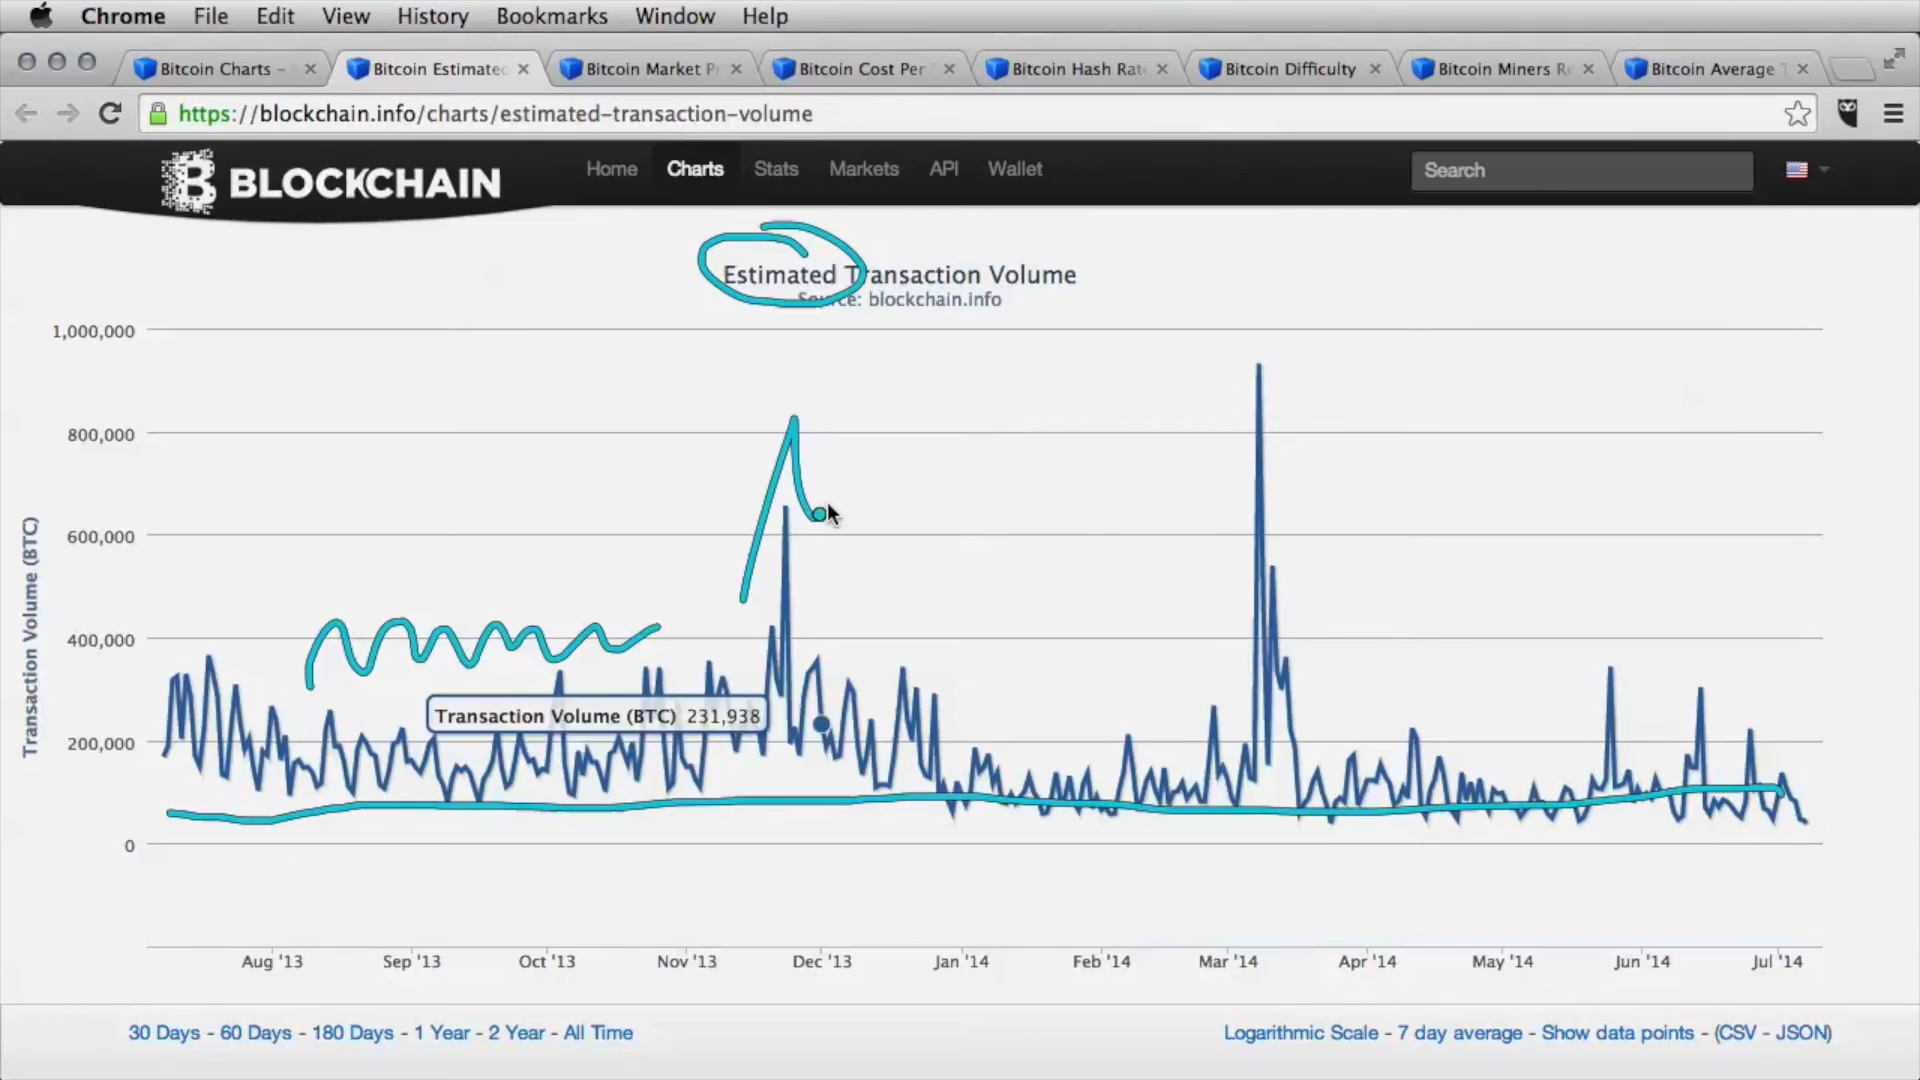 Chrome File Edit View History Bookmarks Window Help
Bitcoin Charts – Bitcoin Estimated Bitcoin Market P Bitcoin Cost Per Bitcoin Hash Rat Bitcoin Difficulty Bitcoin Miners R Bitcoin Average T
https://blockchain.info/charts/estimated-transaction-volume
BLOCKCHAIN Home Charts Stats Markets API Wallet Search
Estimated Transaction Volume
Source: blockchain.info
1,000,000
800,000
600,000
400,000
200,000
0
Transaction Volume (BTC)
Transaction Volume (BTC) 231,938
Aug '13 Sep '13 Oct '13 Nov '13 Dec '13 Jan '14 Feb '14 Mar '14 Apr '14 May '14 Jun '14 Jul '14
30 Days - 60 Days - 180 Days - 1 Year - 2 Year - All Time
Logarithmic Scale - 7 day average - Show data points - (CSV - JSON)